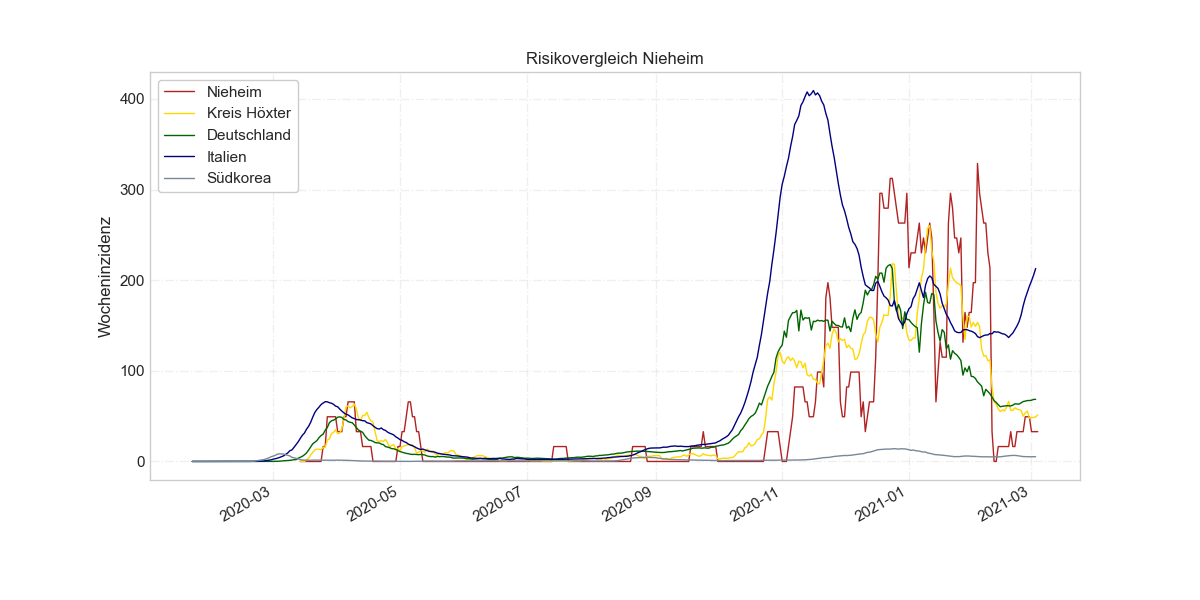 Risikovergleich Nieheim
Nieheim
Kreis Höxter
Deutschland
Italien
Südkorea
Wocheninzidenz
400
300
200
100
0
2020-03
2020-05
2020-07
2020-09
2020-11
2021-01
2021-03